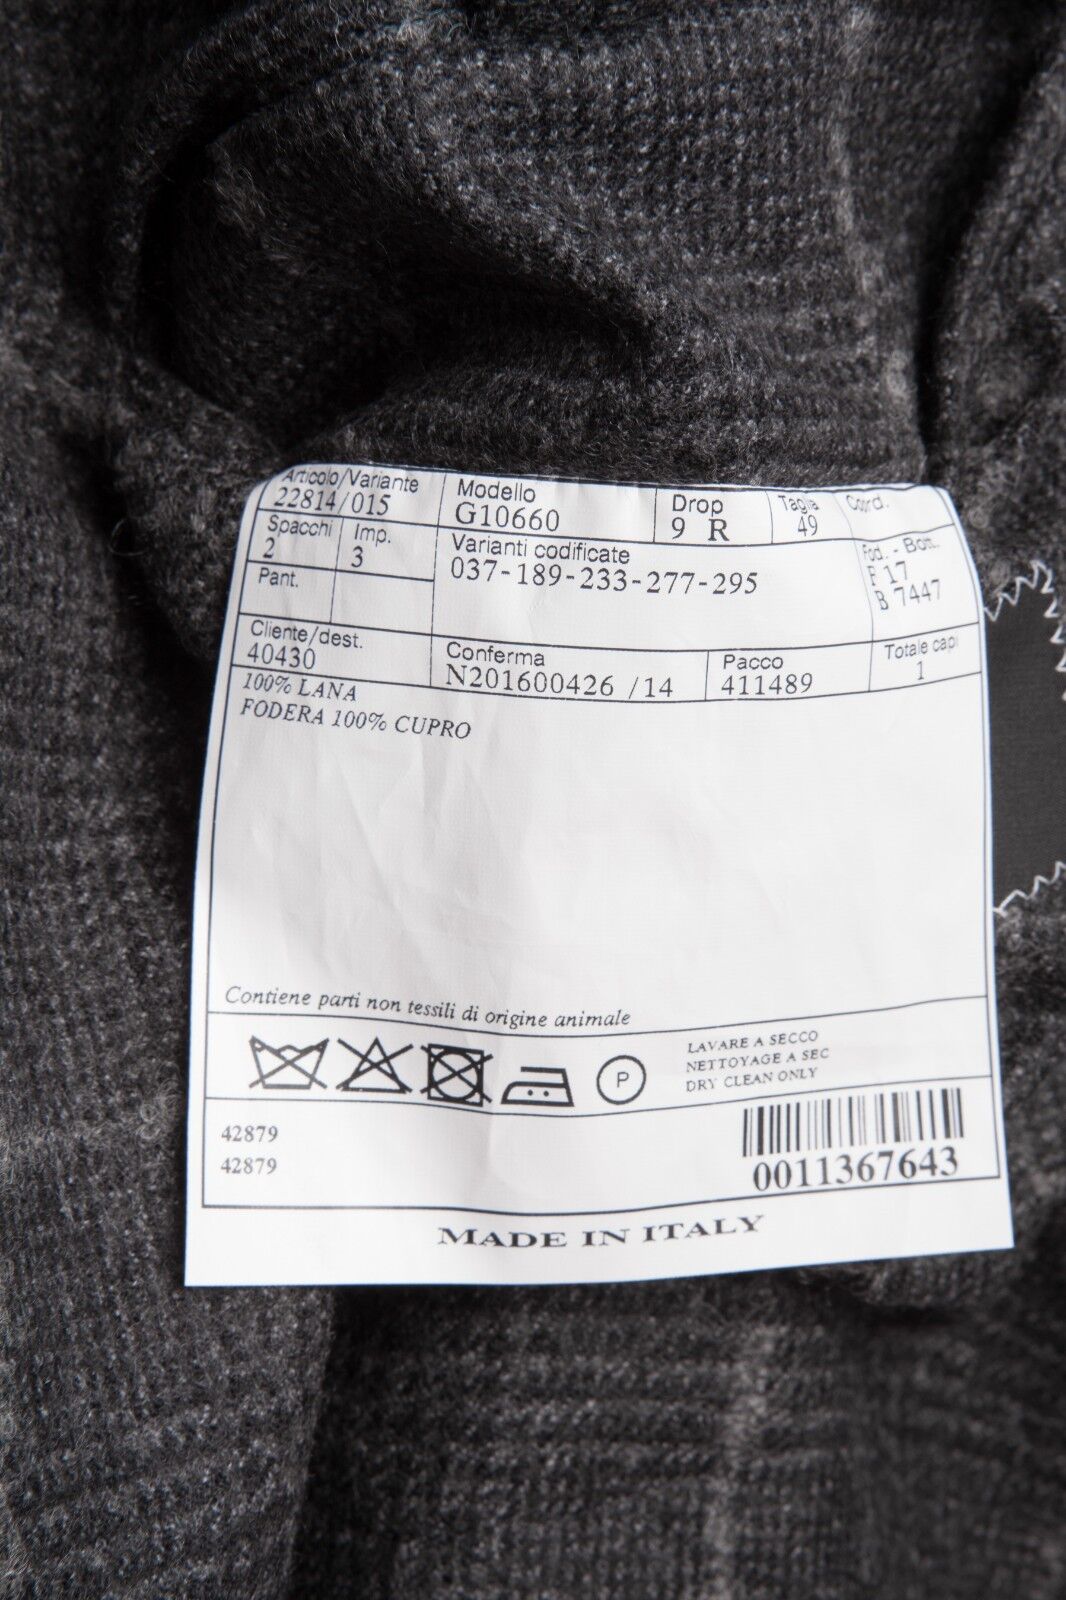 Articolo/Variante
22814/015
Modello
G10660
Drop
9 R
Taglia
49
Coord.
Spacchi
2
Imp.
3
Varianti codificate
037-189-233-277-295
Fod. - Bott.
F 17
B 7447
Pant.
Cliente/dest.
40430
Conferma
N201600426 /14
Pacco
411489
Totale capi
1
100% LANA
FODERA 100% CUPRO
Contiene parti non tessili di origine animale
P
LAVARE A SECCO
NETTOYAGE A SEC
DRY CLEAN ONLY
42879
42879
0011367643
MADE IN ITALY